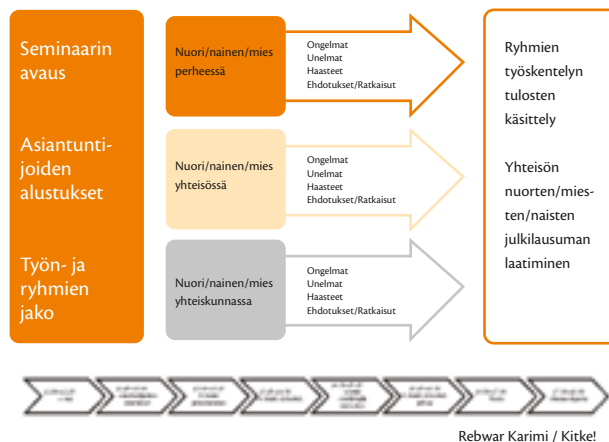 Seminaarin
avaus
Asiantunti-
joiden
alustukset
Työn- ja
ryhmien
jako
Nuori/nainen/mies
perheessä
Ongelmat
Unelmat
Haasteet
Ehdotukset/Ratkaisut
Nuori/nainen/mies
yhteisössä
Ongelmat
Unelmat
Haasteet
Ehdotukset/Ratkaisut
Nuori/nainen/mies
yhteiskunnassa
Ongelmat
Unelmat
Haasteet
Ehdotukset/Ratkaisut
Ryhmien
työskentelyn
tulosten
käsittely
Yhteisön
nuorten/mies-
ten/naisten
julkilausuman
laatiminen
Rebwar Karimi / Kitke!